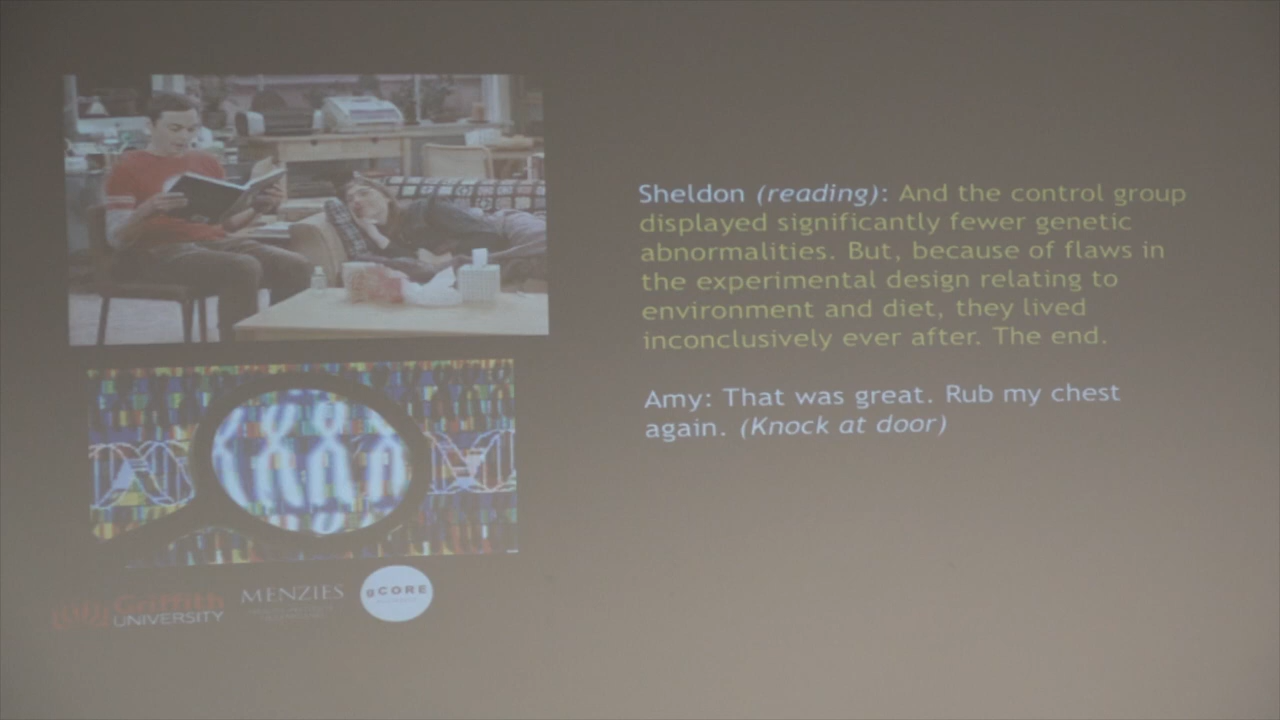 Sheldon (reading): And the control group
displayed significantly fewer genetic
abnormalities. But, because of flaws in
the experimental design relating to
environment and diet, they lived
inconclusively ever after. The end.
Amy: That was great. Rub my chest
again. (Knock at door)
Griffith
UNIVERSITY
MENZIES
gCORE